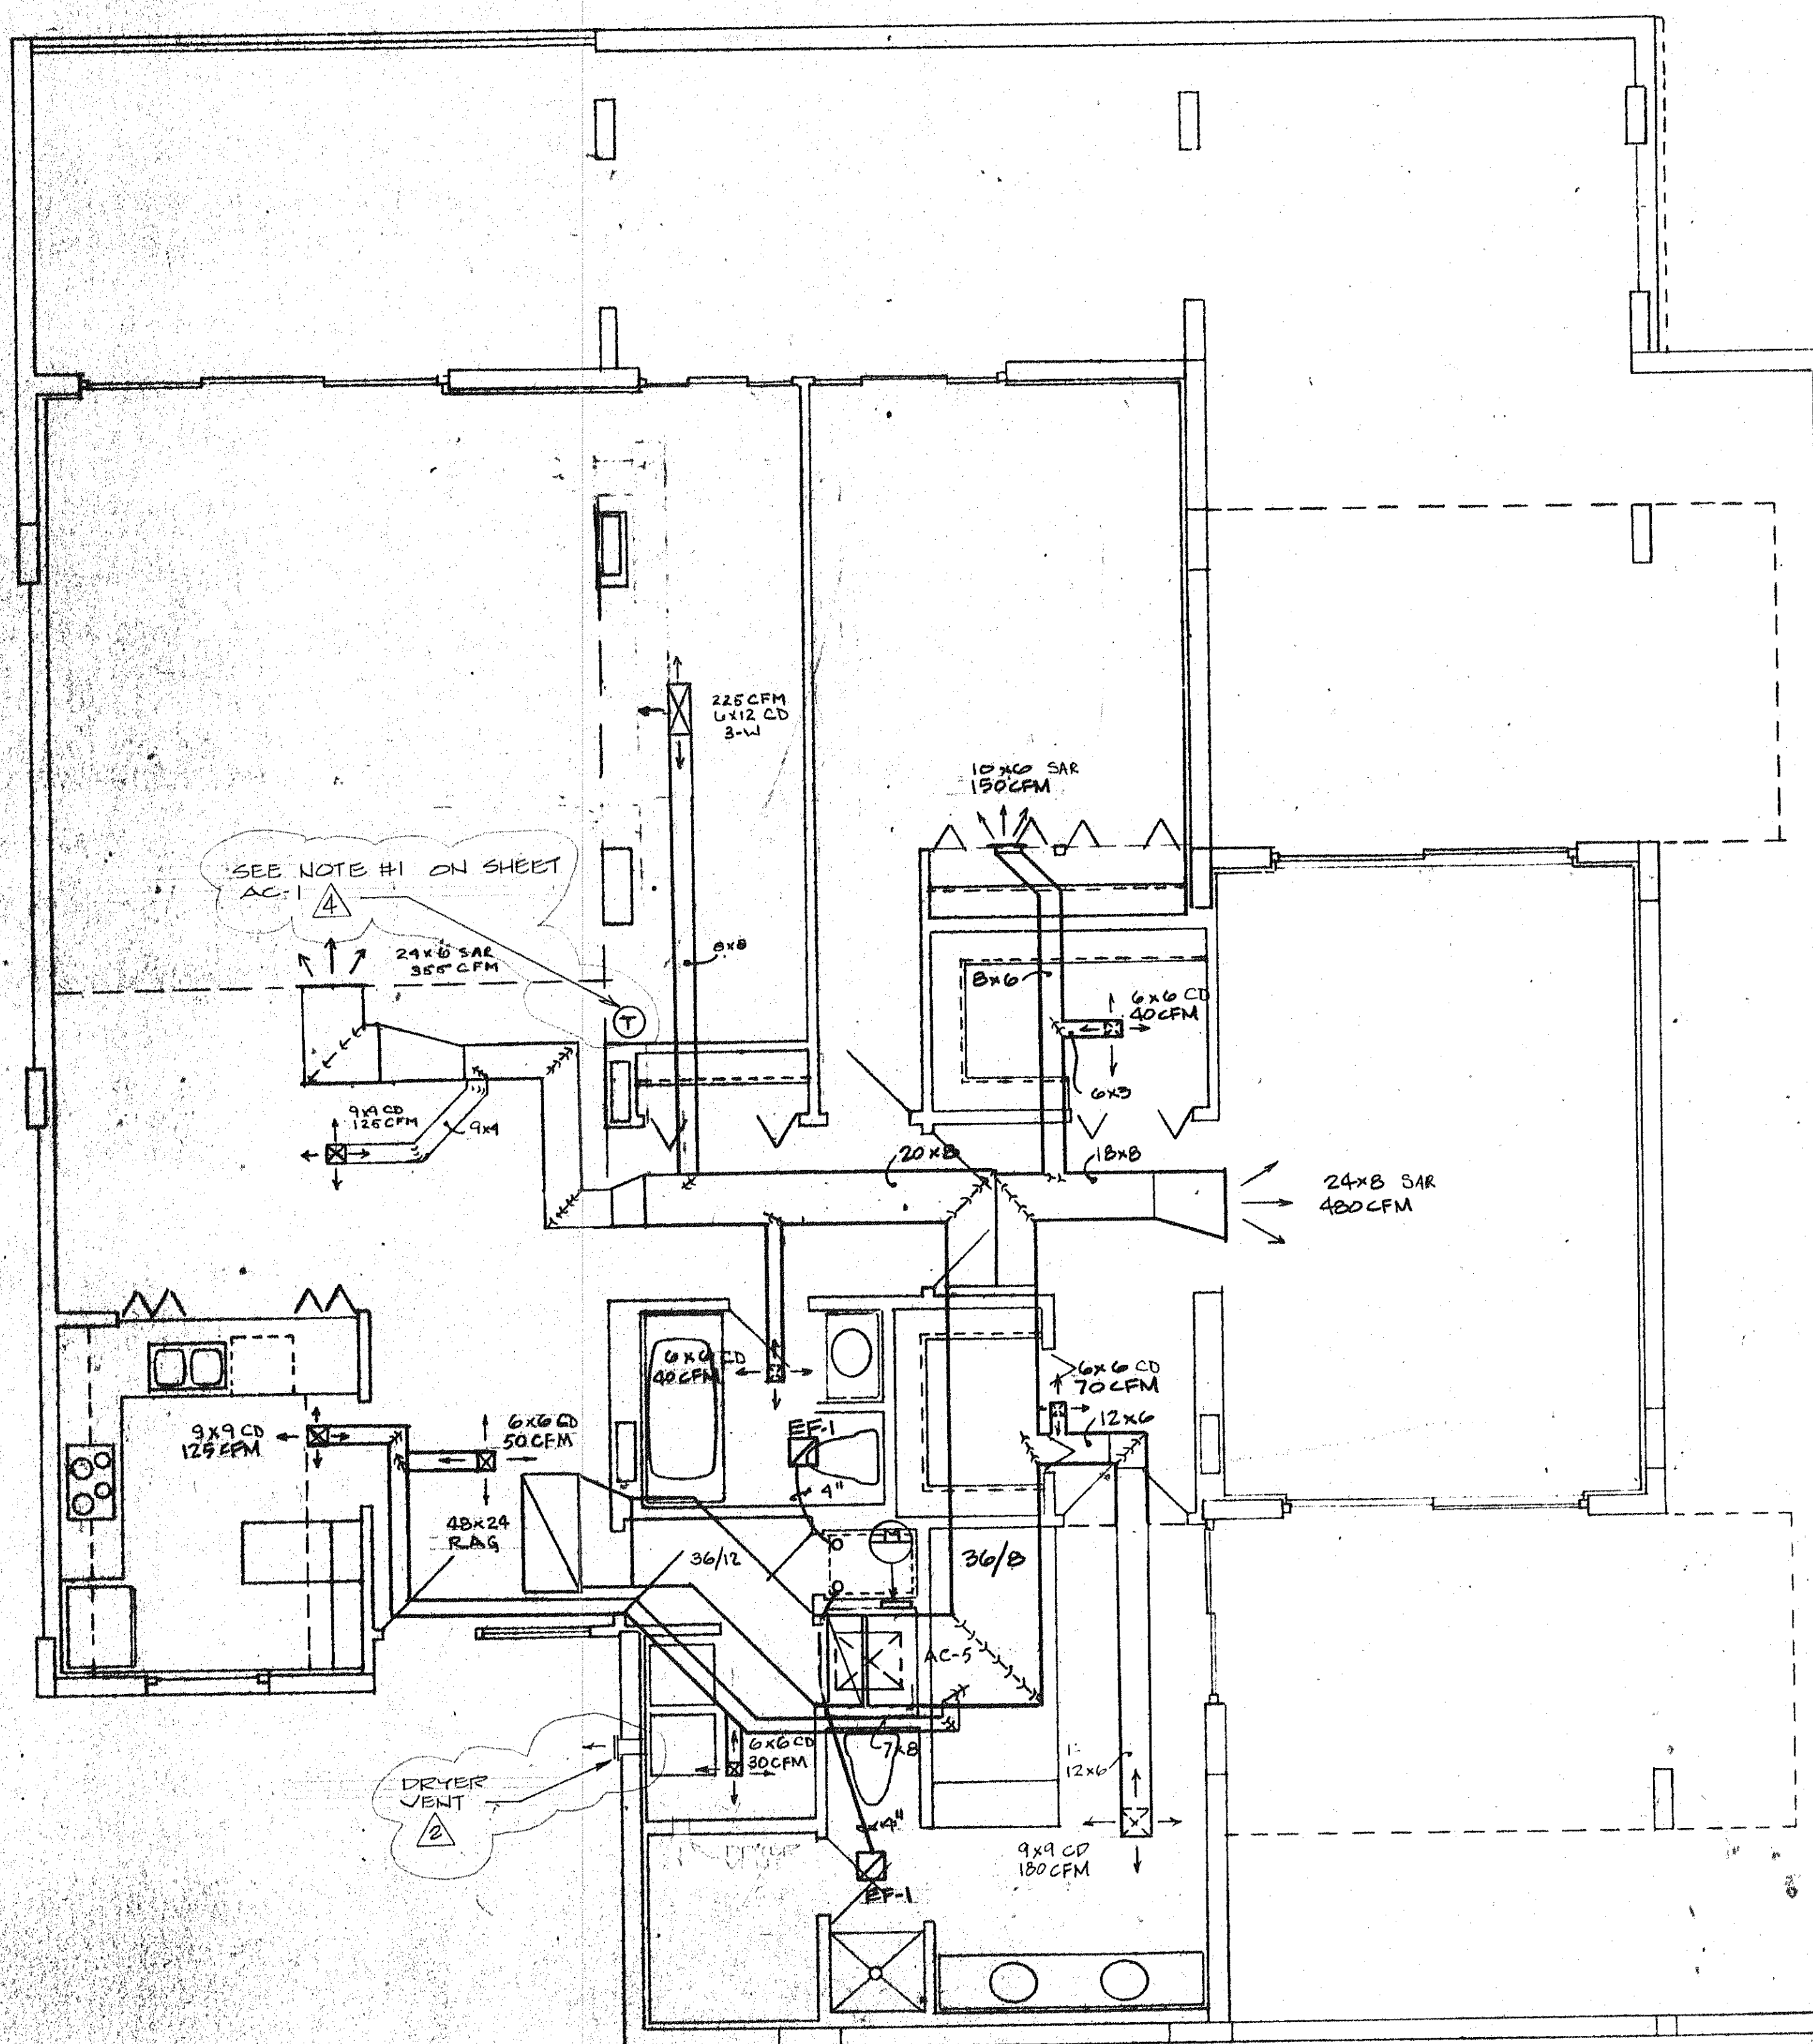 225 CFM
6X12 CD
3-W
10X6 SAR
150 CFM
SEE NOTE #1 ON SHEET
AC-1
4
24X6 SAR
355 CFM
8X8
T
8X6
6X6 CD
40 CFM
6X3
9X9 CD
125 CFM
9X4
20X8
18X8
24X8 SAR
480 CFM
6X6 CD
40 CFM
6X6 CD
70 CFM
12X6
9X9 CD
125 CFM
6X6 CD
50 CFM
EF-1
4"
48X24
RAG
36/12
M
36/8
AC-5
6X6 CD
30 CFM
7X8
12X6
DRYER
VENT
2
4"
9X9 CD
180 CFM
EF-1